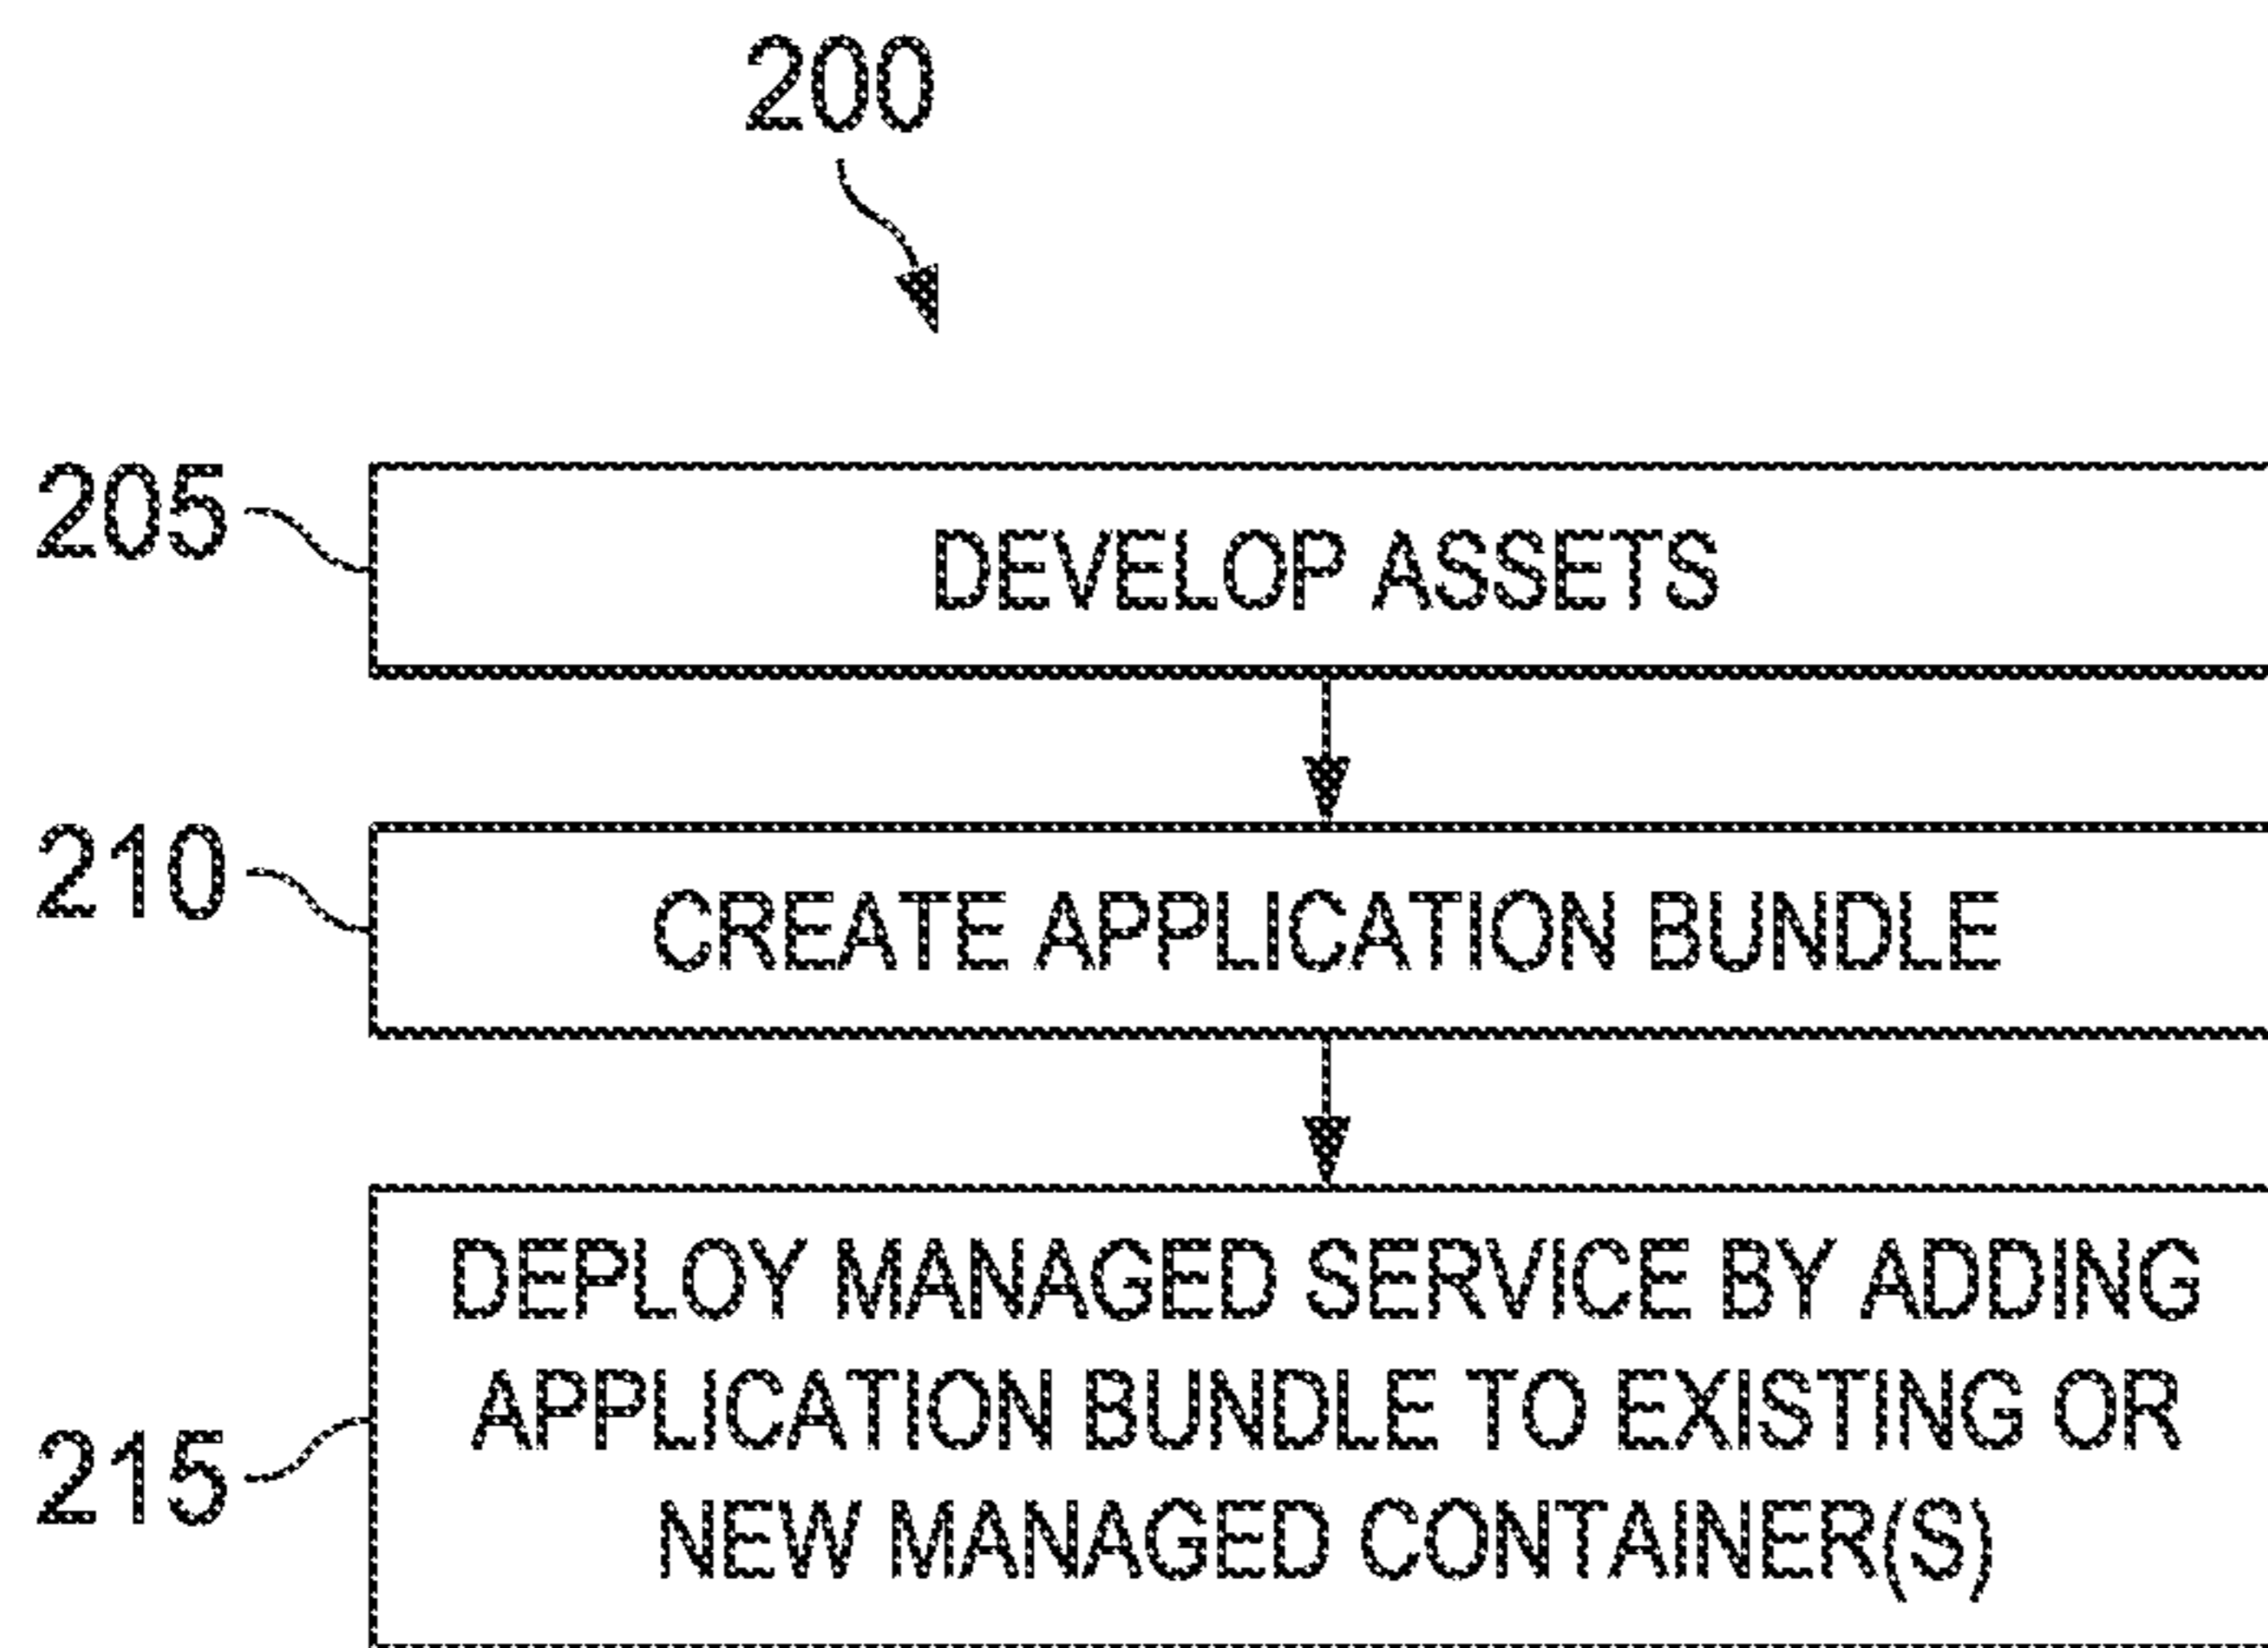 200
205
DEVELOP ASSETS
210
CREATE APPLICATION BUNDLE
215
DEPLOY MANAGED SERVICE BY ADDING
APPLICATION BUNDLE TO EXISTING OR
NEW MANAGED CONTAINER(S)